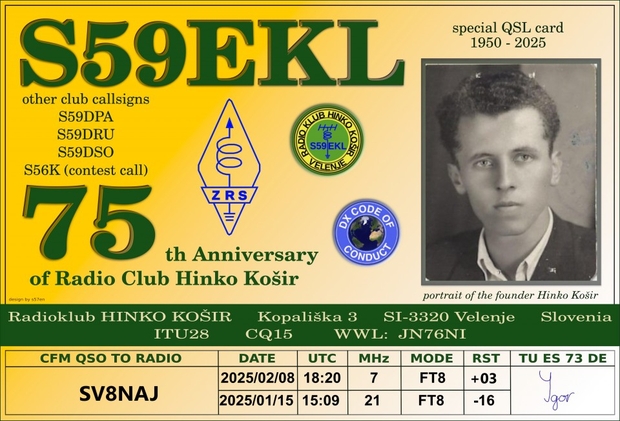 S59EKL
special QSL card
1950 - 2025
other club callsigns
S59DPA
S59DRU
S59DSO
S56K (contest call)
ZRS
RADIO KLUB HINKO KOŠIR
S59EKL
VELENJE
DX CODE OF
CONDUCT
75
th Anniversary
of Radio Club Hinko Košir
design by s57en
portrait of the founder Hinko Košir
Radioklub HINKO KOŠIR Kopališka 3 SI-3320 Velenje Slovenia
ITU28 CQ15 WWL: JN76NI
CFM QSO TO RADIO DATE UTC MHz MODE RST TU ES 73 DE
SV8NAJ
2025/02/08 18:20 7 FT8 +03
2025/01/15 15:09 21 FT8 -16
Igor